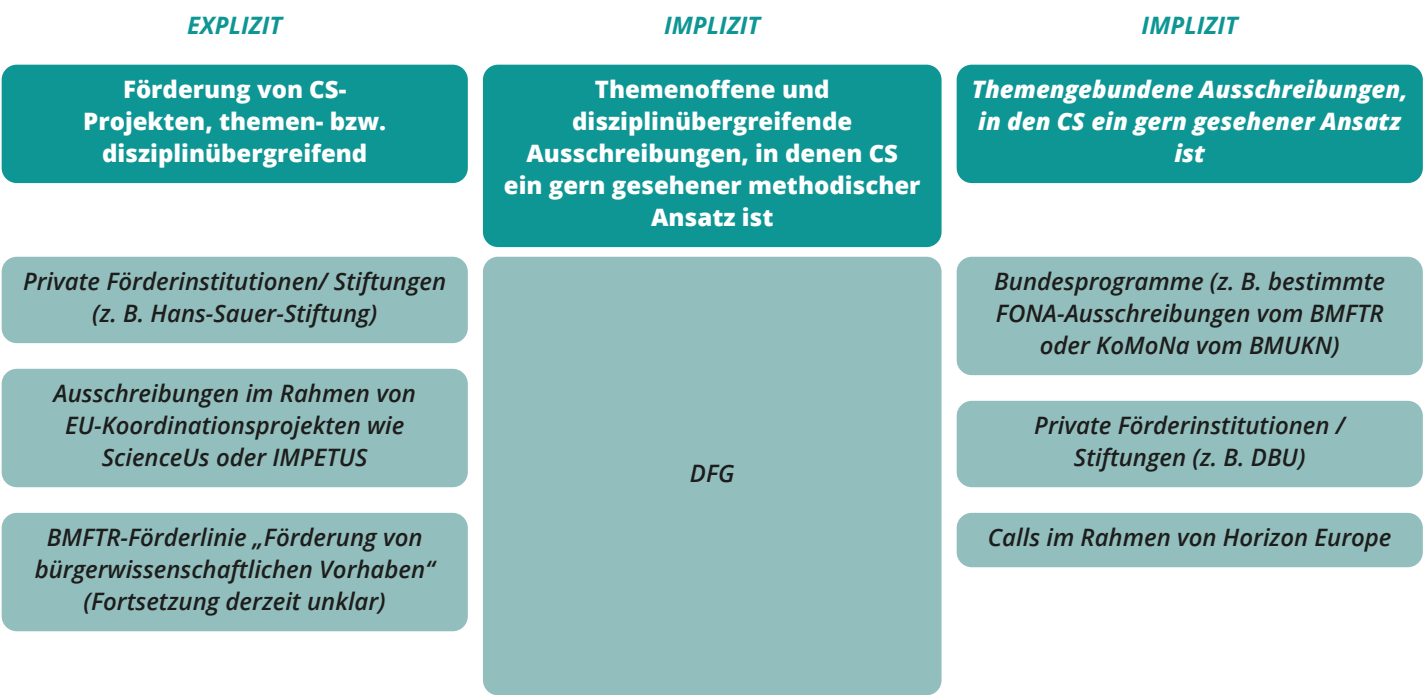 EXPLIZIT
Förderung von CS-
Projekten, themen- bzw.
disziplinübergreifend
Private Förderinstitutionen/ Stiftungen
(z. B. Hans-Sauer-Stiftung)
Ausschreibungen im Rahmen von
EU-Koordinationsprojekten wie
ScienceUs oder IMPETUS
BMFTR-Förderlinie „Förderung von
bürgerwissenschaftlichen Vorhaben“
(Fortsetzung derzeit unklar)
IMPLIZIT
Themenoffene und
disziplinübergreifende
Ausschreibungen, in denen CS
ein gern gesehener methodischer
Ansatz ist
DFG
IMPLIZIT
Themengebundene Ausschreibungen,
in den CS ein gern gesehener Ansatz
ist
Bundesprogramme (z. B. bestimmte
FONA-Ausschreibungen vom BMFTR
oder KoMoNa vom BMUKN)
Private Förderinstitutionen /
Stiftungen (z. B. DBU)
Calls im Rahmen von Horizon Europe